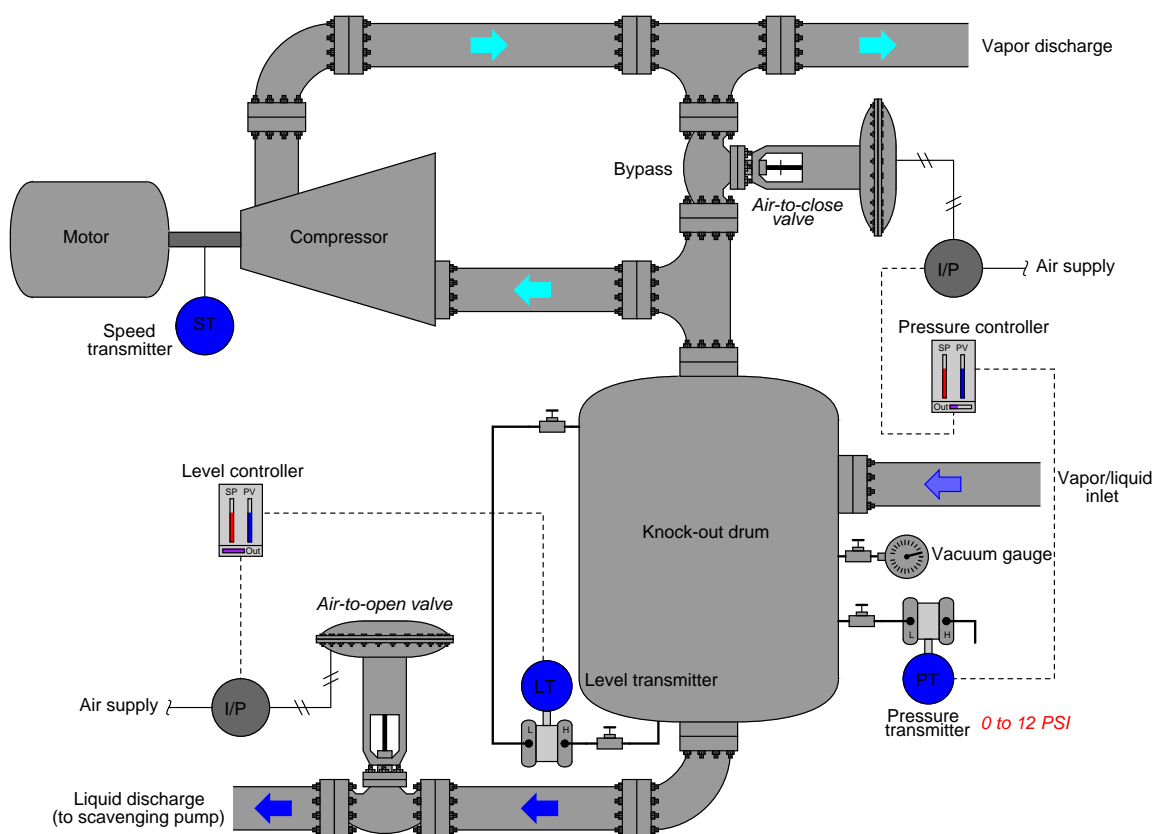 Vapor discharge
Bypass
Air-to-close
valve
Motor
Compressor
I/P
Air supply
ST
Speed
transmitter
Pressure controller
SP PV
Out
Level controller
SP PV
Out
Vapor/liquid
inlet
Knock-out drum
Vacuum gauge
Air-to-open valve
L H
PT
Pressure
transmitter
0 to 12 PSI
LT
Level transmitter
L H
Air supply
I/P
Liquid discharge
(to scavenging pump)